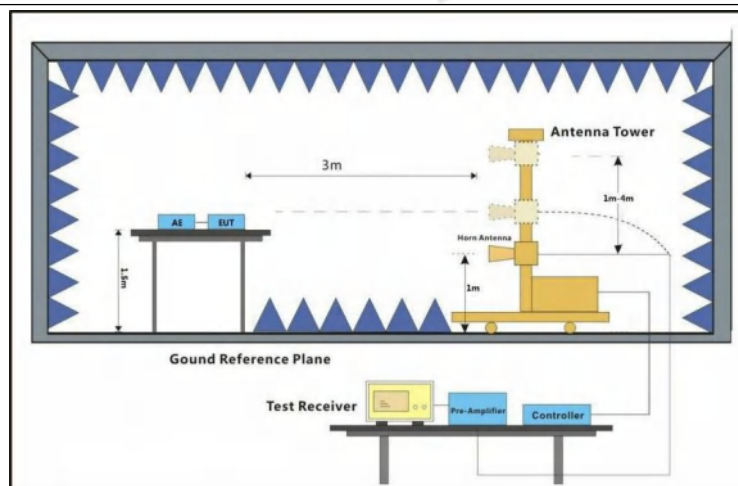 Antenna Tower
3m
1m-4m
AE
EUT
Horn Antenna
1.5m
1m
Gound Reference Plane
Test Receiver
Pre-Amplifier
Controller